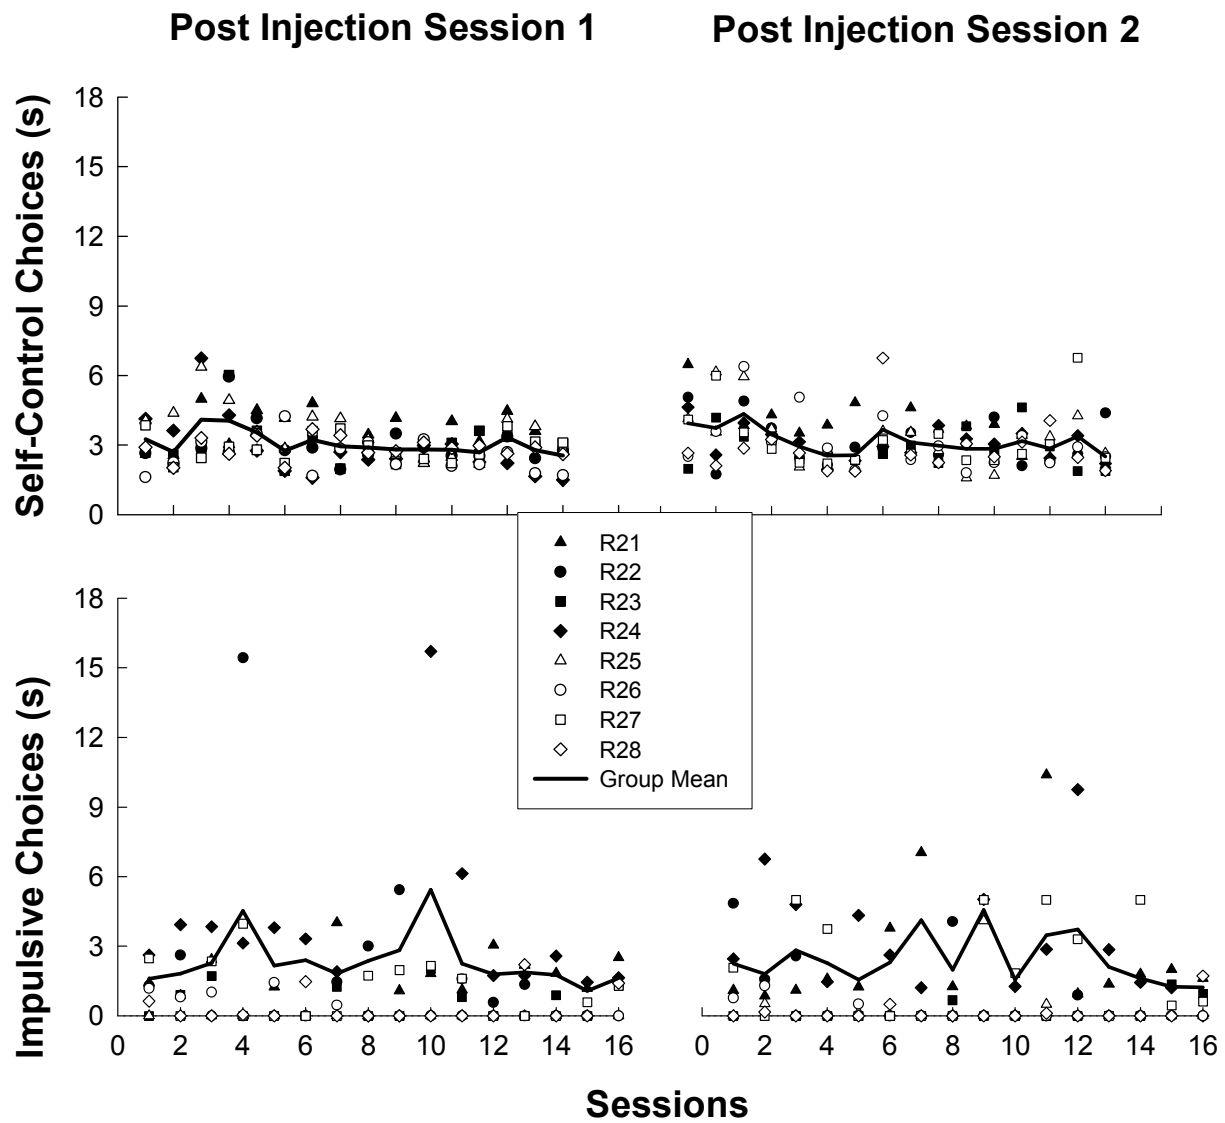 Post Injection Session 1
Post Injection Session 2
Self-Control Choices (s)
18
15
12
9
6
3
0
R21
R22
R23
R24
R25
R26
R27
R28
Group Mean
Impulsive Choices (s)
18
15
12
9
6
3
0
0 2 4 6 8 10 12 14 16
0 2 4 6 8 10 12 14 16
Sessions